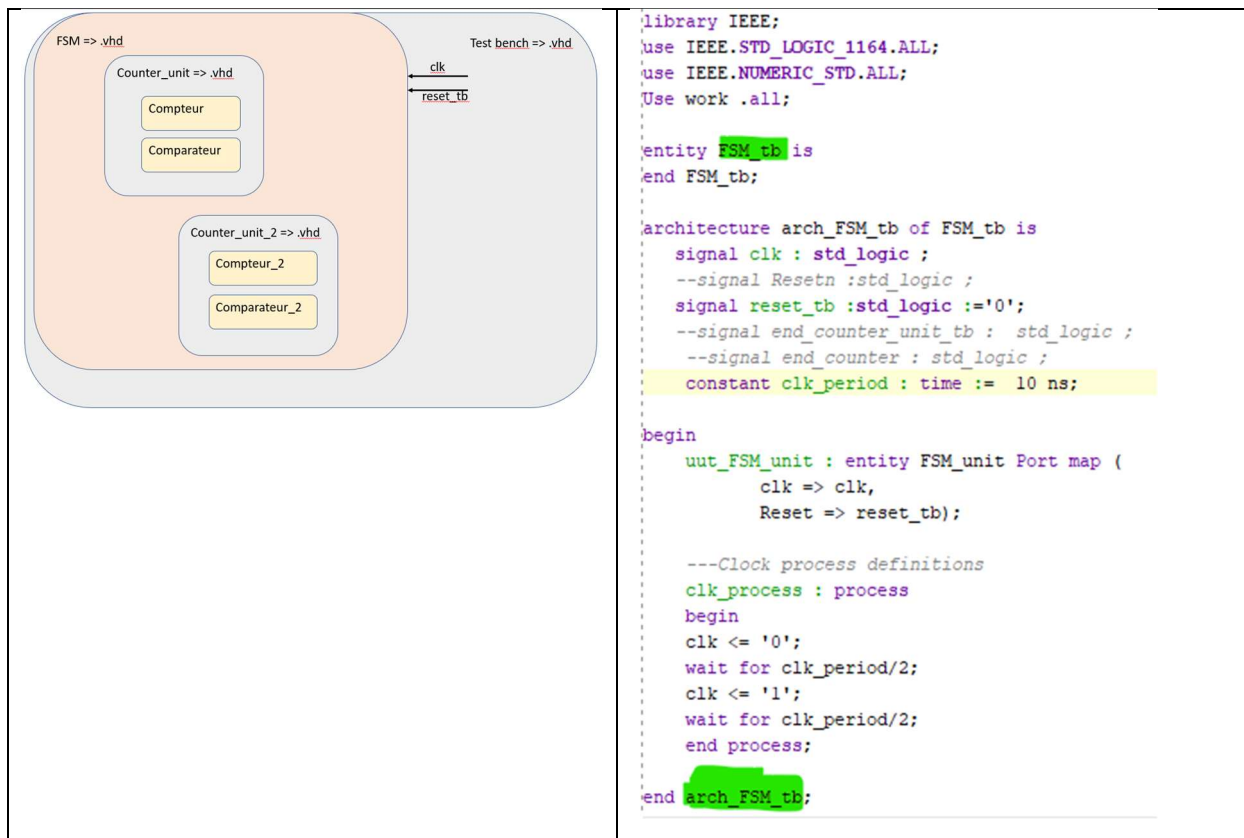 FSM => .vhd
Test bench => .vhd
Counter_unit => .vhd
Compteur
Comparateur
clk
reset_tb
Counter_unit_2 => .vhd
Compteur_2
Comparateur_2
library IEEE;
use IEEE.STD_LOGIC_1164.ALL;
use IEEE.NUMERIC_STD.ALL;
Use work .all;
entity FSM_tb is
end FSM_tb;
architecture arch_FSM_tb of FSM_tb is
signal clk : std_logic ;
--signal Resetn :std_logic ;
signal reset_tb :std_logic :='0';
--signal end_counter_unit_tb :  std_logic ;
--signal end_counter : std_logic ;
constant clk_period : time :=  10 ns;
begin
uut_FSM_unit : entity FSM_unit Port map (
clk => clk,
Reset => reset_tb);
---Clock process definitions
clk_process : process
begin
clk <= '0';
wait for clk_period/2;
clk <= '1';
wait for clk_period/2;
end process;
end arch_FSM_tb;